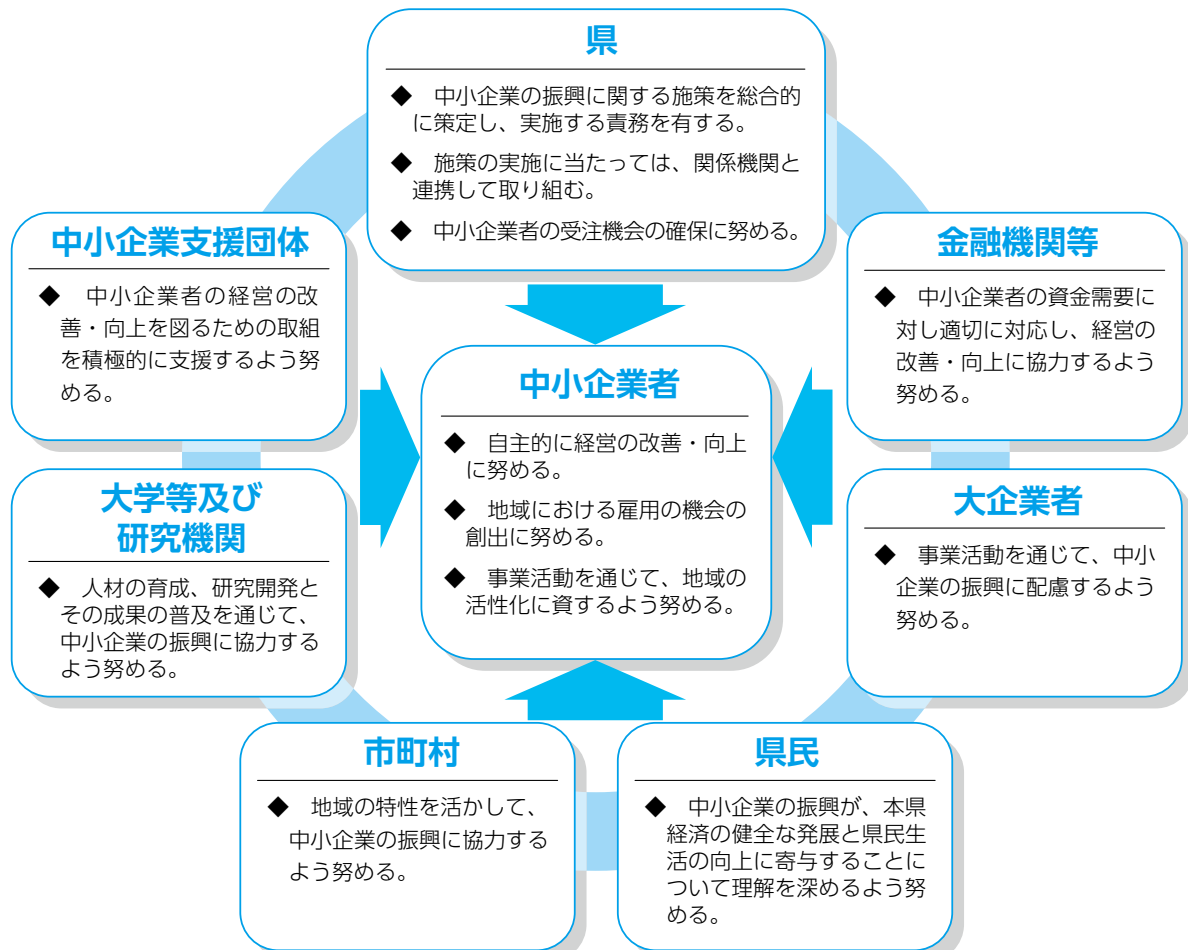 県
◆　中小企業の振興に関する施策を総合的
に策定し、実施する責務を有する。
◆　施策の実施に当たっては、関係機関と
連携して取り組む。
◆　中小企業者の受注機会の確保に努める。
中小企業支援団体
◆　中小企業者の経営の改
善・向上を図るための取組
を積極的に支援するよう努
める。
金融機関等
◆　中小企業者の資金需要に
対し適切に対応し、経営の
改善・向上に協力するよう
努める。
中小企業者
◆　自主的に経営の改善・向上
に努める。
◆　地域における雇用の機会の
創出に努める。
◆　事業活動を通じて、地域の
活性化に資するよう努める。
大学等及び
研究機関
◆　人材の育成、研究開発と
その成果の普及を通じて、
中小企業の振興に協力する
よう努める。
大企業者
◆　事業活動を通じて、中小
企業の振興に配慮するよう
努める。
市町村
◆　地域の特性を活かして、
中小企業の振興に協力する
よう努める。
県民
◆　中小企業の振興が、本県
経済の健全な発展と県民生
活の向上に寄与することに
ついて理解を深めるよう努
める。